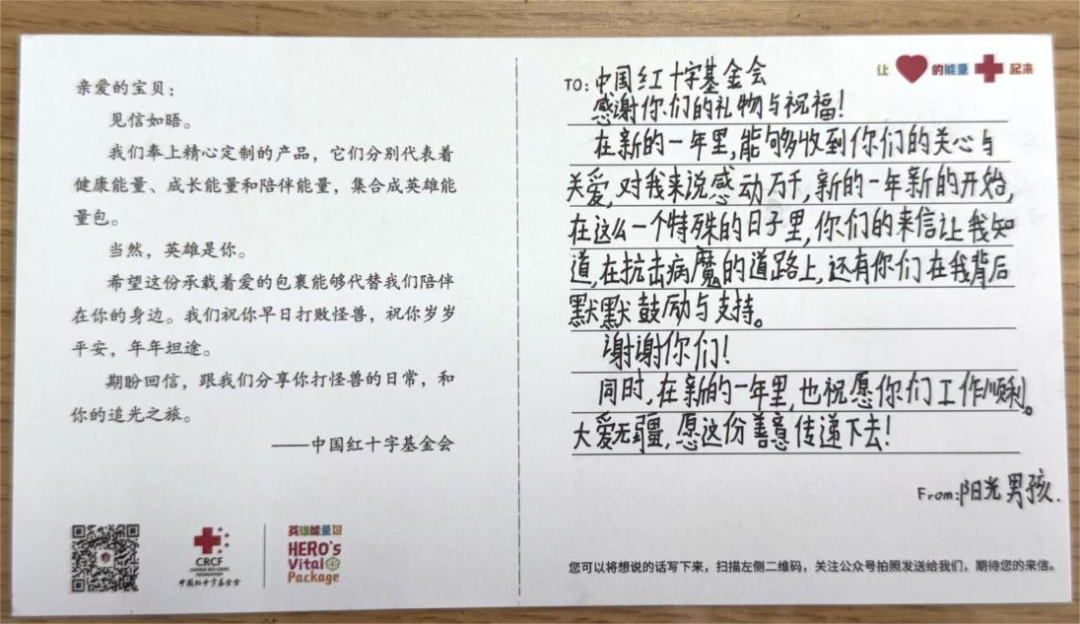 亲爱的宝贝：
见信如晤。
我们奉上精心定制的产品，它们分别代表着
健康能量、成长能量和陪伴能量，集合成英雄能
量包。
当然，英雄是你。
希望这份承载着爱的包裹能够代替我们陪伴
在你的身边。我们祝你早日打败怪兽，祝你岁岁
平安，年年坦途。
期盼回信，跟我们分享你打怪兽的日常，和
你的追光之旅。
——中国红十字基金会
CRCF
CHINESE RED CROSS
FOUNDATION
中国红十字基金会
英雄能量包
HERO's
Vital
Package
让 的能量 起来
TO: 中国红十字基金会
感谢你们的礼物与祝福！
在新的一年里,能够收到你们的关心与
关爱,对我来说感动万千,新的一年新的开始,
在这么一个特殊的日子里,你们的来信让我知
道,在抗击病魔的道路上,还有你们在我背后
默默鼓励与支持。
谢谢你们！
同时,在新的一年里,也祝愿你们工作顺利。
大爱无疆,愿这份善意传递下去！
From:阳光男孩.
您可以将想说的话写下来，扫描左侧二维码，关注公众号拍照发送给我们，期待您的来信。